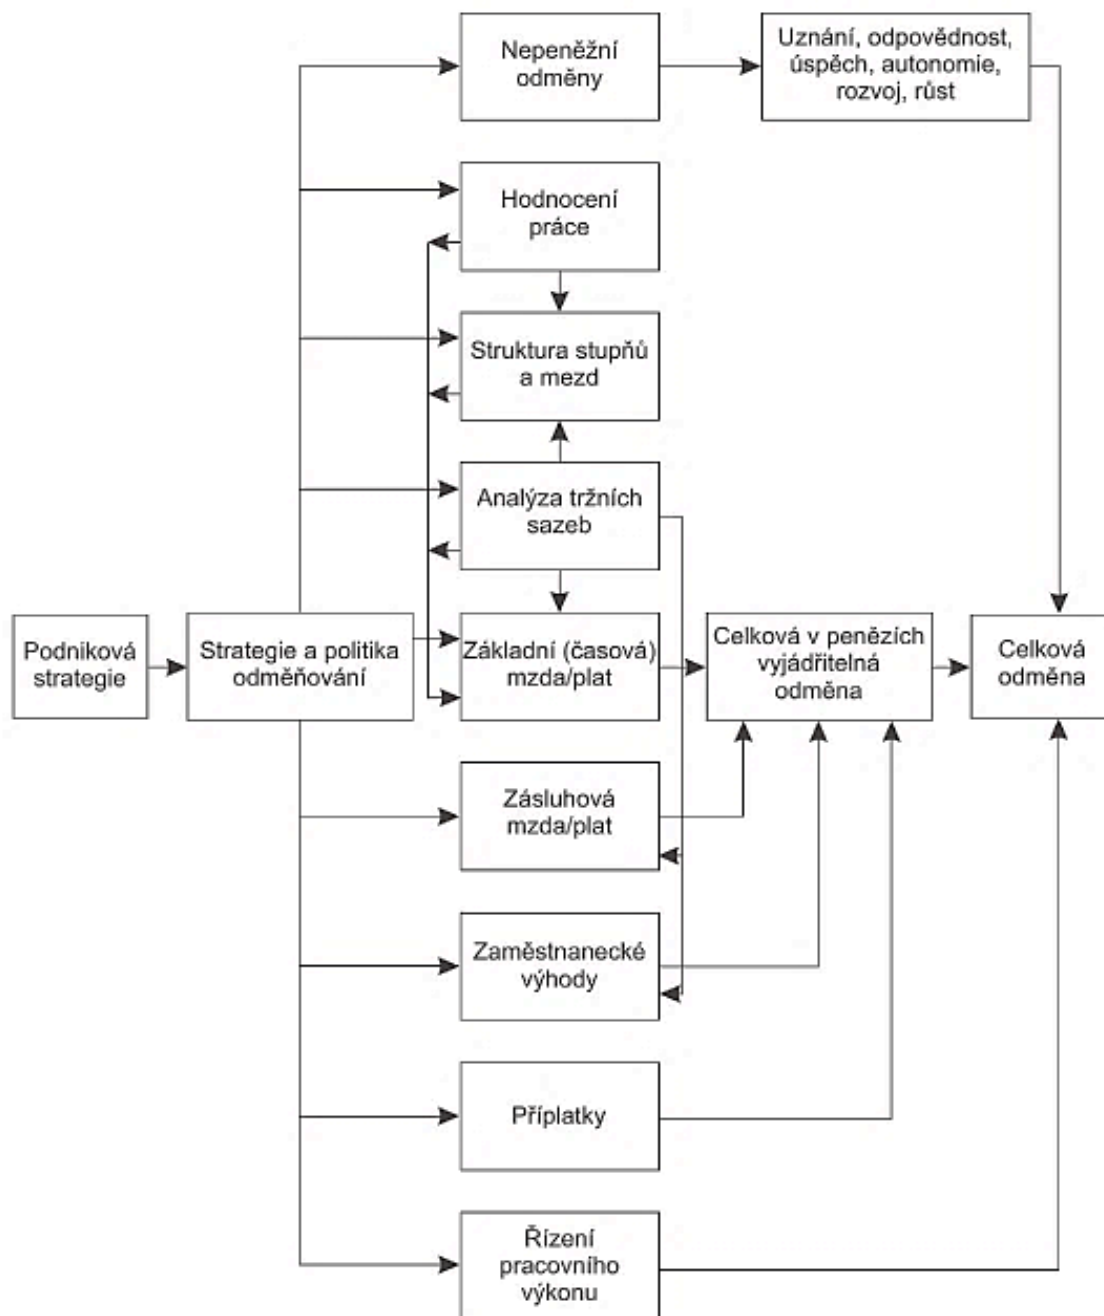 Nepeněžní
odměny
Uznání, odpovědnost,
úspěch, autonomie,
rozvoj, růst
Hodnocení
práce
Struktura stupňů
a mezd
Analýza tržních
sazeb
Podniková
strategie
Strategie a politika
odměňování
Základní (časová)
mzda/plat
Celková v penězích
vyjádřitelná
odměna
Celková
odměna
Zásluhová
mzda/plat
Zaměstnanecké
výhody
Příplatky
Řízení
pracovního
výkonu